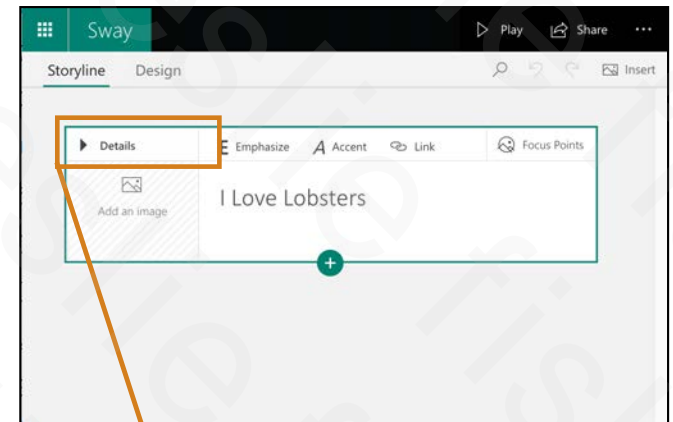 Sway Play Share ...
Storyline Design Insert
Details E Emphasize A Accent Link Focus Points
Add an image
I Love Lobsters